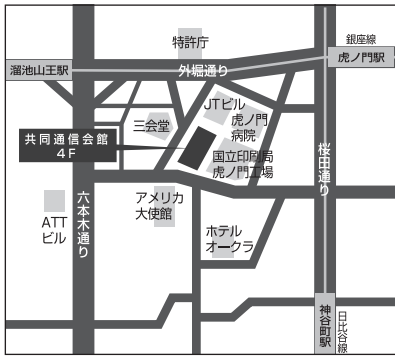 特許庁
銀座線
虎ノ門駅
溜池山王駅
外堀通り
JTビル
虎ノ門
病院
三会堂
共同通信会館
4F
国立印刷局
虎ノ門工場
桜田通り
アメリカ
大使館
六本木通り
ATT
ビル
ホテル
オークラ
神谷町駅
日比谷線